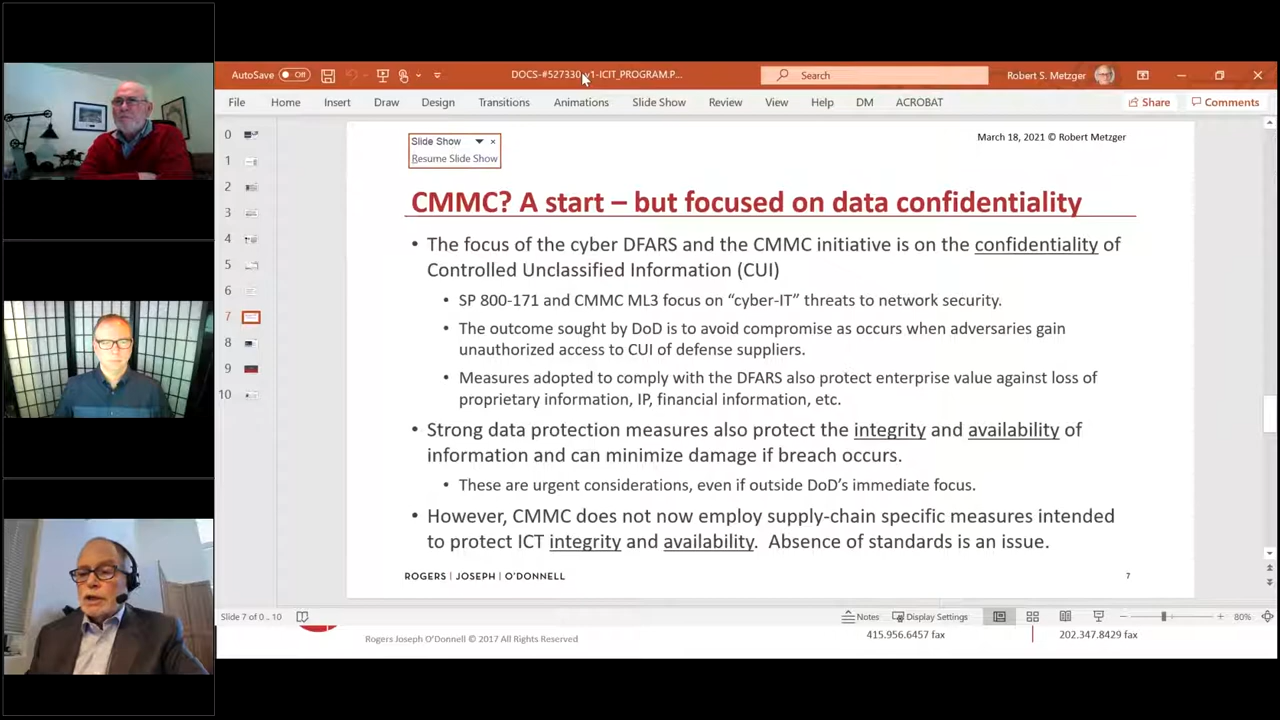 AutoSave Off DOCS-#527330_v1-ICIT_PROGRAM.P... Search Robert S. Metzger
File Home Insert Draw Design Transitions Animations Slide Show Review View Help DM ACROBAT Share Comments
0
1
2
3
4
5
6
7
8
9
10
Slide Show
Resume Slide Show
March 18, 2021 © Robert Metzger
CMMC? A start – but focused on data confidentiality
• The focus of the cyber DFARS and the CMMC initiative is on the confidentiality of
Controlled Unclassified Information (CUI)
• SP 800-171 and CMMC ML3 focus on “cyber-IT” threats to network security.
• The outcome sought by DoD is to avoid compromise as occurs when adversaries gain
unauthorized access to CUI of defense suppliers.
• Measures adopted to comply with the DFARS also protect enterprise value against loss of
proprietary information, IP, financial information, etc.
• Strong data protection measures also protect the integrity and availability of
information and can minimize damage if breach occurs.
• These are urgent considerations, even if outside DoD’s immediate focus.
• However, CMMC does not now employ supply-chain specific measures intended
to protect ICT integrity and availability. Absence of standards is an issue.
ROGERS | JOSEPH | O’DONNELL 7
Slide 7 of 0 .. 10 Notes Display Settings 80%
Rogers Joseph O’Donnell © 2017 All Rights Reserved 415.956.6457 fax 202.347.8429 fax